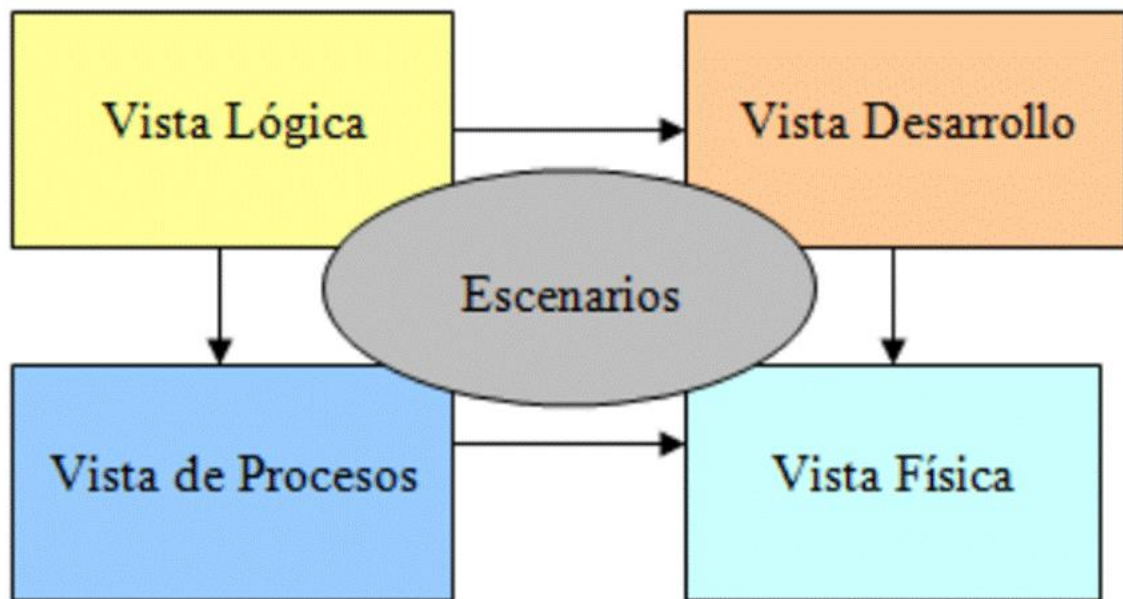 Vista Lógica
Vista Desarrollo
Escenarios
Vista de Procesos
Vista Física